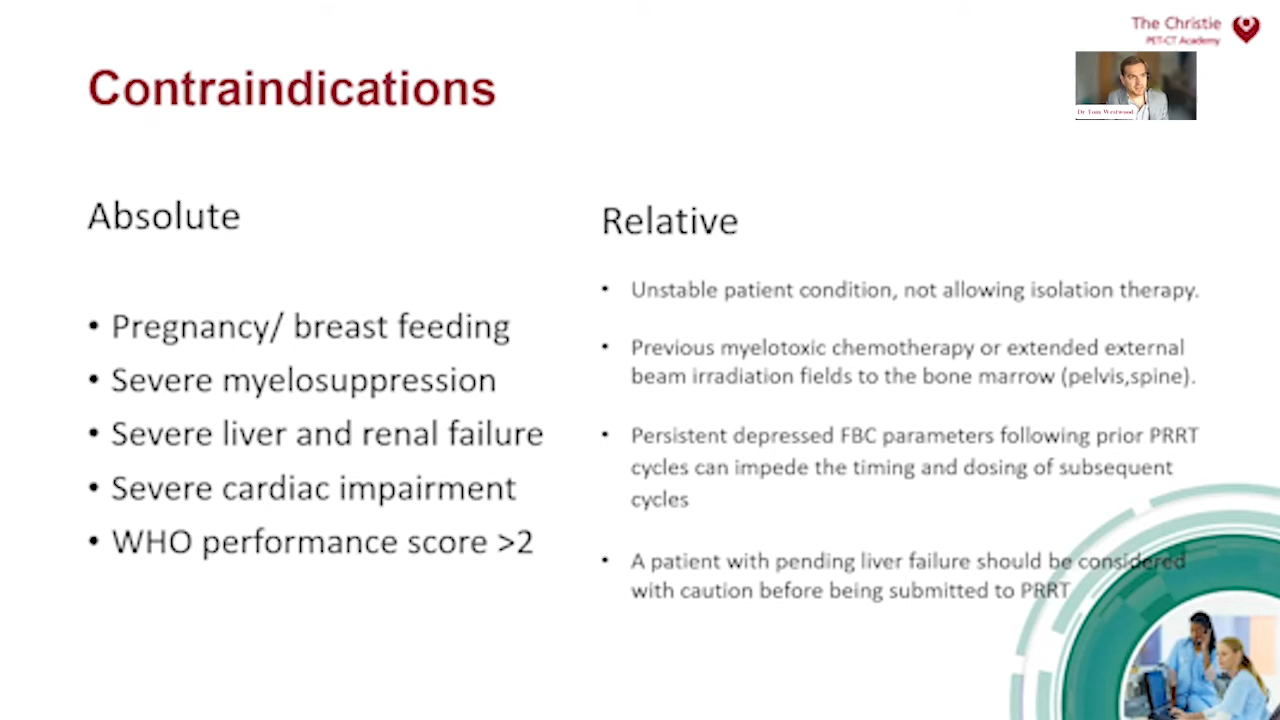 The Christie
PET-CT Academy
Contraindications
Dr Tom Westwood
Absolute
• Pregnancy/ breast feeding
• Severe myelosuppression
• Severe liver and renal failure
• Severe cardiac impairment
• WHO performance score >2
Relative
• Unstable patient condition, not allowing isolation therapy.
• Previous myelotoxic chemotherapy or extended external
beam irradiation fields to the bone marrow (pelvis,spine).
• Persistent depressed FBC parameters following prior PRRT
cycles can impede the timing and dosing of subsequent
cycles
• A patient with pending liver failure should be considered
with caution before being submitted to PRRT